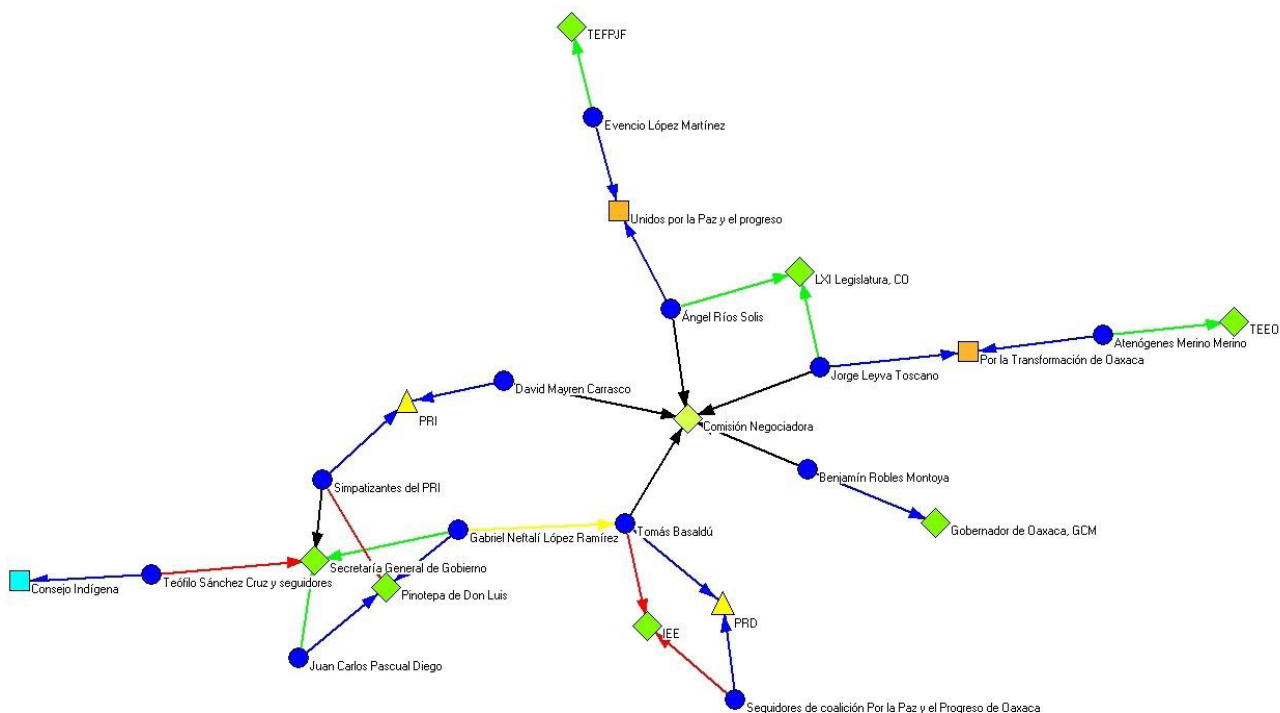 TEFPJF
Evencio López Martínez
Unidos por la Paz y el progreso
LXI Legislatura, CO
Ángel Ríos Solis
TEEO
Atenógenes Merino Merino
Por la Transformación de Oaxaca
Jorge Leyva Toscano
David Mayren Carrasco
PRI
Comisión Negociadora
Benjamín Robles Montoya
Simpatizantes del PRI
Gobernador de Oaxaca, GCM
Tomás Basaldú
Gabriel Neftalí López Ramírez
Secretaría General de Gobierno
Teófilo Sánchez Cruz y seguidores
Consejo Indígena
Pinotepa de Don Luis
PRD
IEE
Juan Carlos Pascual Diego
Seguidores de coalición Por la Paz y el Progreso de Oaxaca